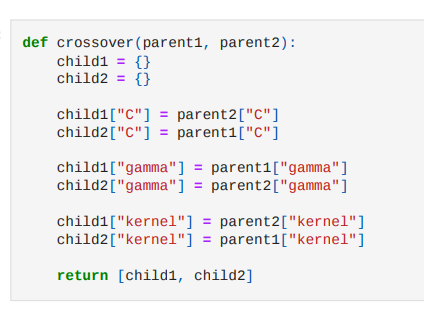 def crossover(parent1, parent2):
    child1 = {}
    child2 = {}

    child1["C"] = parent2["C"]
    child2["C"] = parent1["C"]

    child1["gamma"] = parent1["gamma"]
    child2["gamma"] = parent2["gamma"]

    child1["kernel"] = parent2["kernel"]
    child2["kernel"] = parent1["kernel"]

    return [child1, child2]